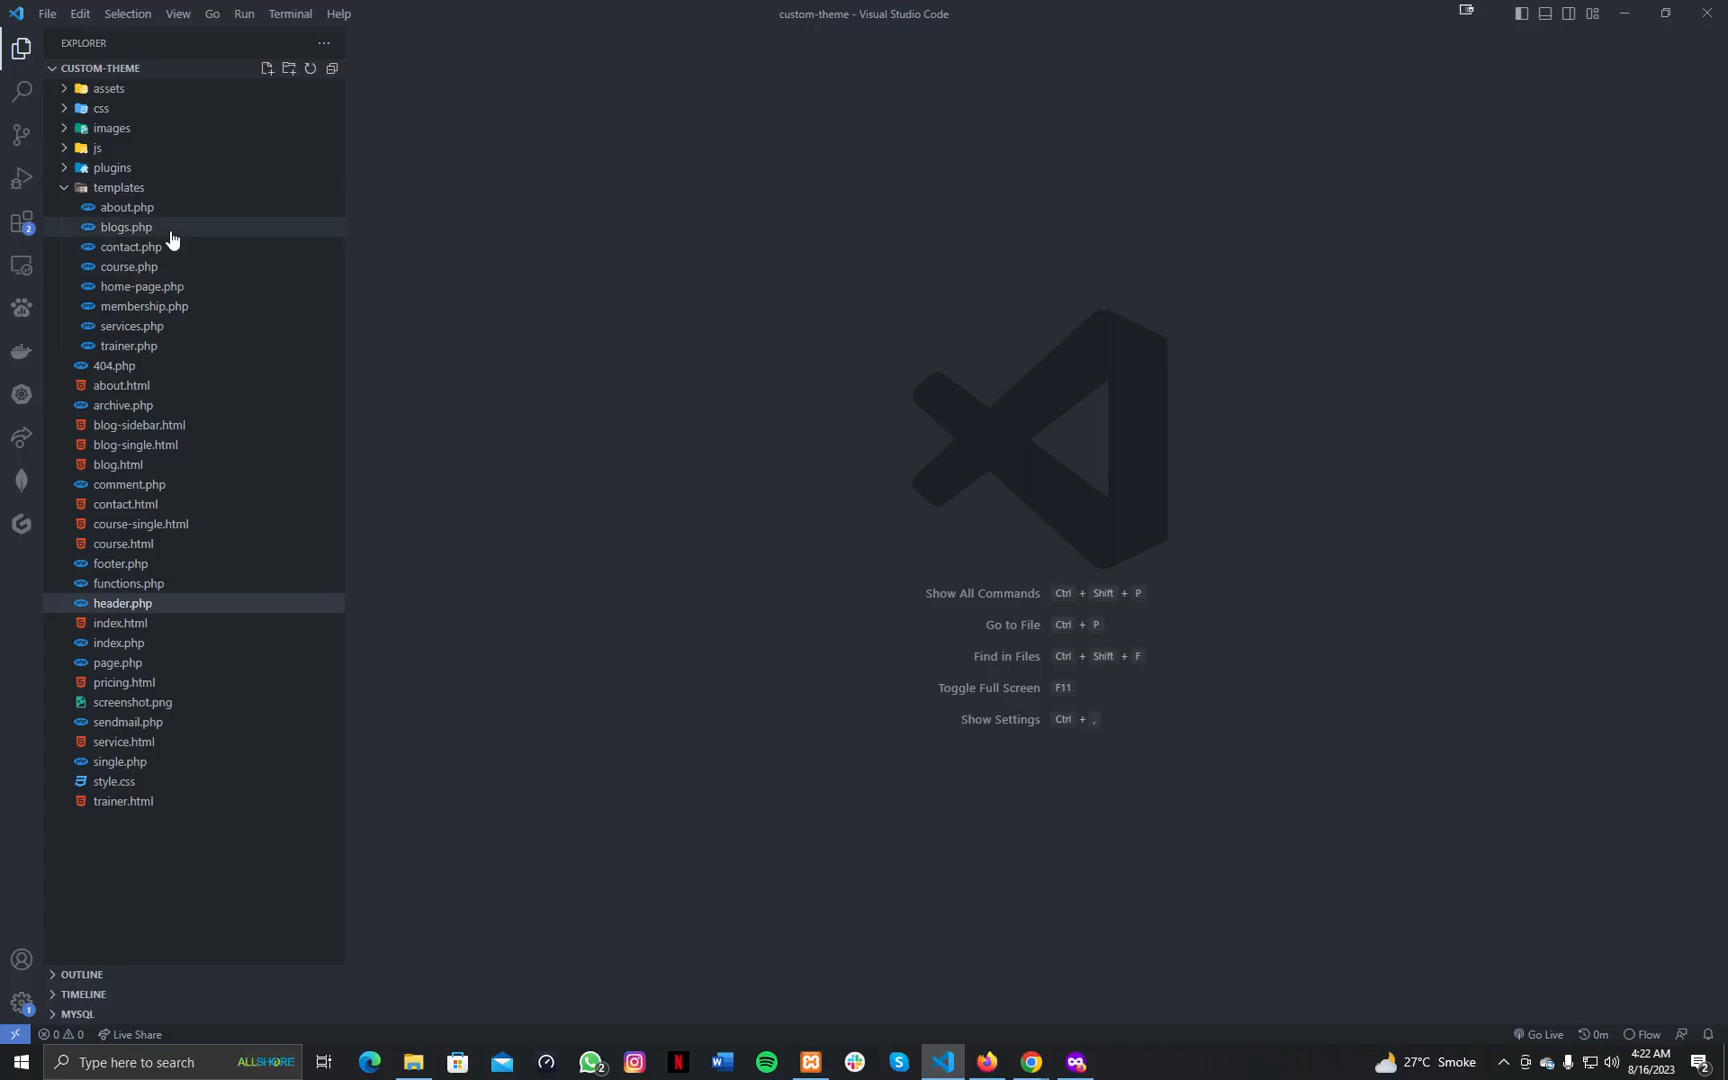 File Edit Selection View Go Run Terminal Help
custom-theme - Visual Studio Code
EXPLORER
CUSTOM-THEME
assets
css
images
js
plugins
templates
about.php
blogs.php
contact.php
course.php
home-page.php
membership.php
services.php
trainer.php
404.php
about.html
archive.php
blog-sidebar.html
blog-single.html
blog.html
comment.php
contact.html
course-single.html
course.html
footer.php
functions.php
header.php
index.html
index.php
page.php
pricing.html
screenshot.png
sendmail.php
service.html
single.php
style.css
trainer.html
Show All Commands Ctrl + Shift + P
Go to File Ctrl + P
Find in Files Ctrl + Shift + F
Toggle Full Screen F11
Show Settings Ctrl + ,
2
OUTLINE
TIMELINE
MYSQL
1
0 0 Live Share
Go Live 0m Flow
Type here to search ALLSHORE
2
27°C Smoke
4:22 AM
8/16/2023
2